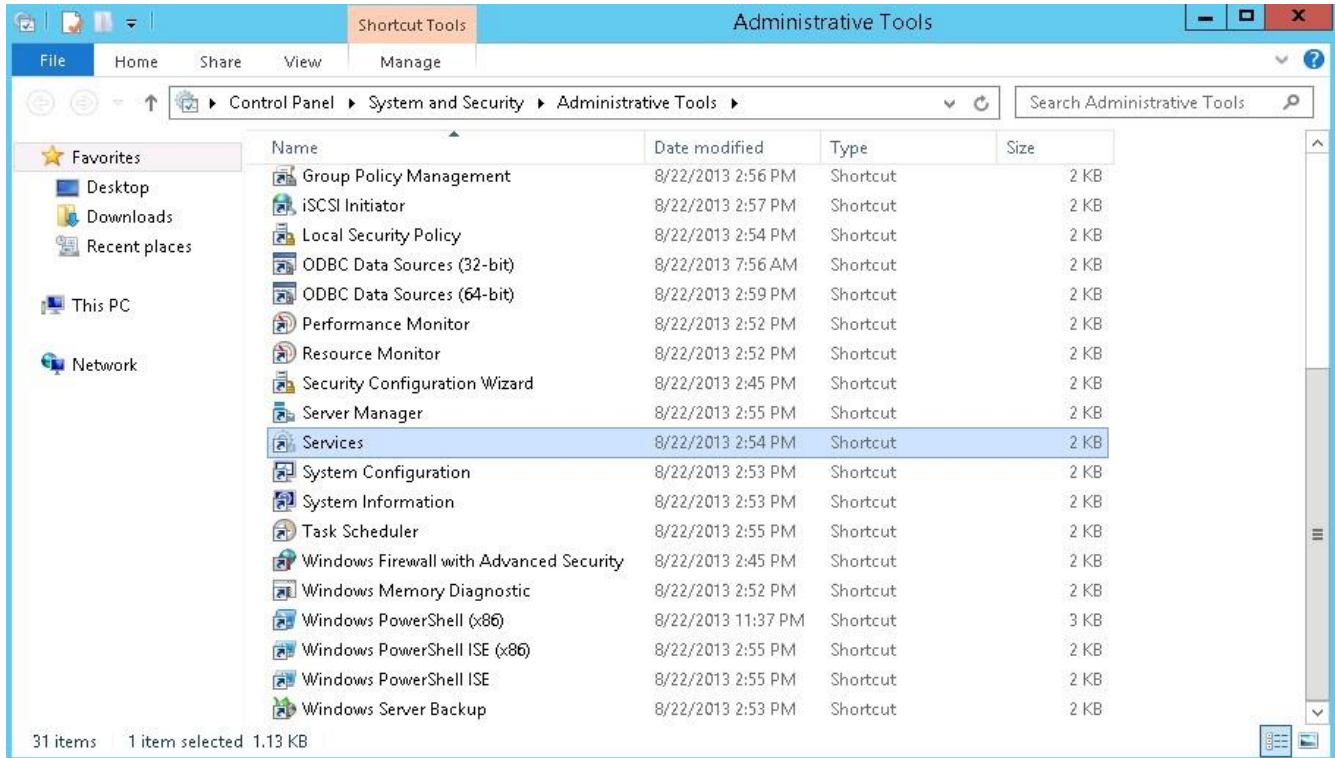 Shortcut Tools Administrative Tools
File Home Share View Manage
Control Panel System and Security Administrative Tools Search Administrative Tools
Favorites
Desktop
Downloads
Recent places
This PC
Network
Name Date modified Type Size
Group Policy Management 8/22/2013 2:56 PM Shortcut 2 KB
iSCSI Initiator 8/22/2013 2:57 PM Shortcut 2 KB
Local Security Policy 8/22/2013 2:54 PM Shortcut 2 KB
ODBC Data Sources (32-bit) 8/22/2013 7:56 AM Shortcut 2 KB
ODBC Data Sources (64-bit) 8/22/2013 2:59 PM Shortcut 2 KB
Performance Monitor 8/22/2013 2:52 PM Shortcut 2 KB
Resource Monitor 8/22/2013 2:52 PM Shortcut 2 KB
Security Configuration Wizard 8/22/2013 2:45 PM Shortcut 2 KB
Server Manager 8/22/2013 2:55 PM Shortcut 2 KB
Services 8/22/2013 2:54 PM Shortcut 2 KB
System Configuration 8/22/2013 2:53 PM Shortcut 2 KB
System Information 8/22/2013 2:53 PM Shortcut 2 KB
Task Scheduler 8/22/2013 2:55 PM Shortcut 2 KB
Windows Firewall with Advanced Security 8/22/2013 2:45 PM Shortcut 2 KB
Windows Memory Diagnostic 8/22/2013 2:52 PM Shortcut 2 KB
Windows PowerShell (x86) 8/22/2013 11:37 PM Shortcut 3 KB
Windows PowerShell ISE (x86) 8/22/2013 2:55 PM Shortcut 2 KB
Windows PowerShell ISE 8/22/2013 2:55 PM Shortcut 2 KB
Windows Server Backup 8/22/2013 2:53 PM Shortcut 2 KB
31 items 1 item selected 1.13 KB